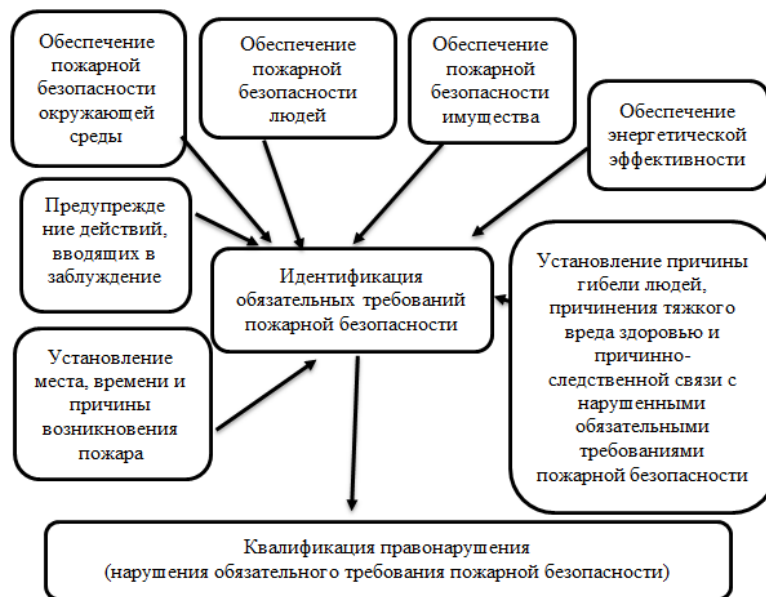 Обеспечение
пожарной
безопасности
окружающей
среды
Обеспечение
пожарной
безопасности
людей
Обеспечение
пожарной
безопасности
имущества
Обеспечение
энергетической
эффективности
Предупрежде
ние действий,
вводящих в
заблуждение
Идентификация
обязательных требований
пожарной безопасности
Установление причины
гибели людей,
причинения тяжкого
вреда здоровью и
причинно-
следственной связи с
нарушенными
обязательными
требованиями
пожарной безопасности
Установление
места, времени и
причины
возникновения
пожара
Квалификация правонарушения
(нарушения обязательного требования пожарной безопасности)